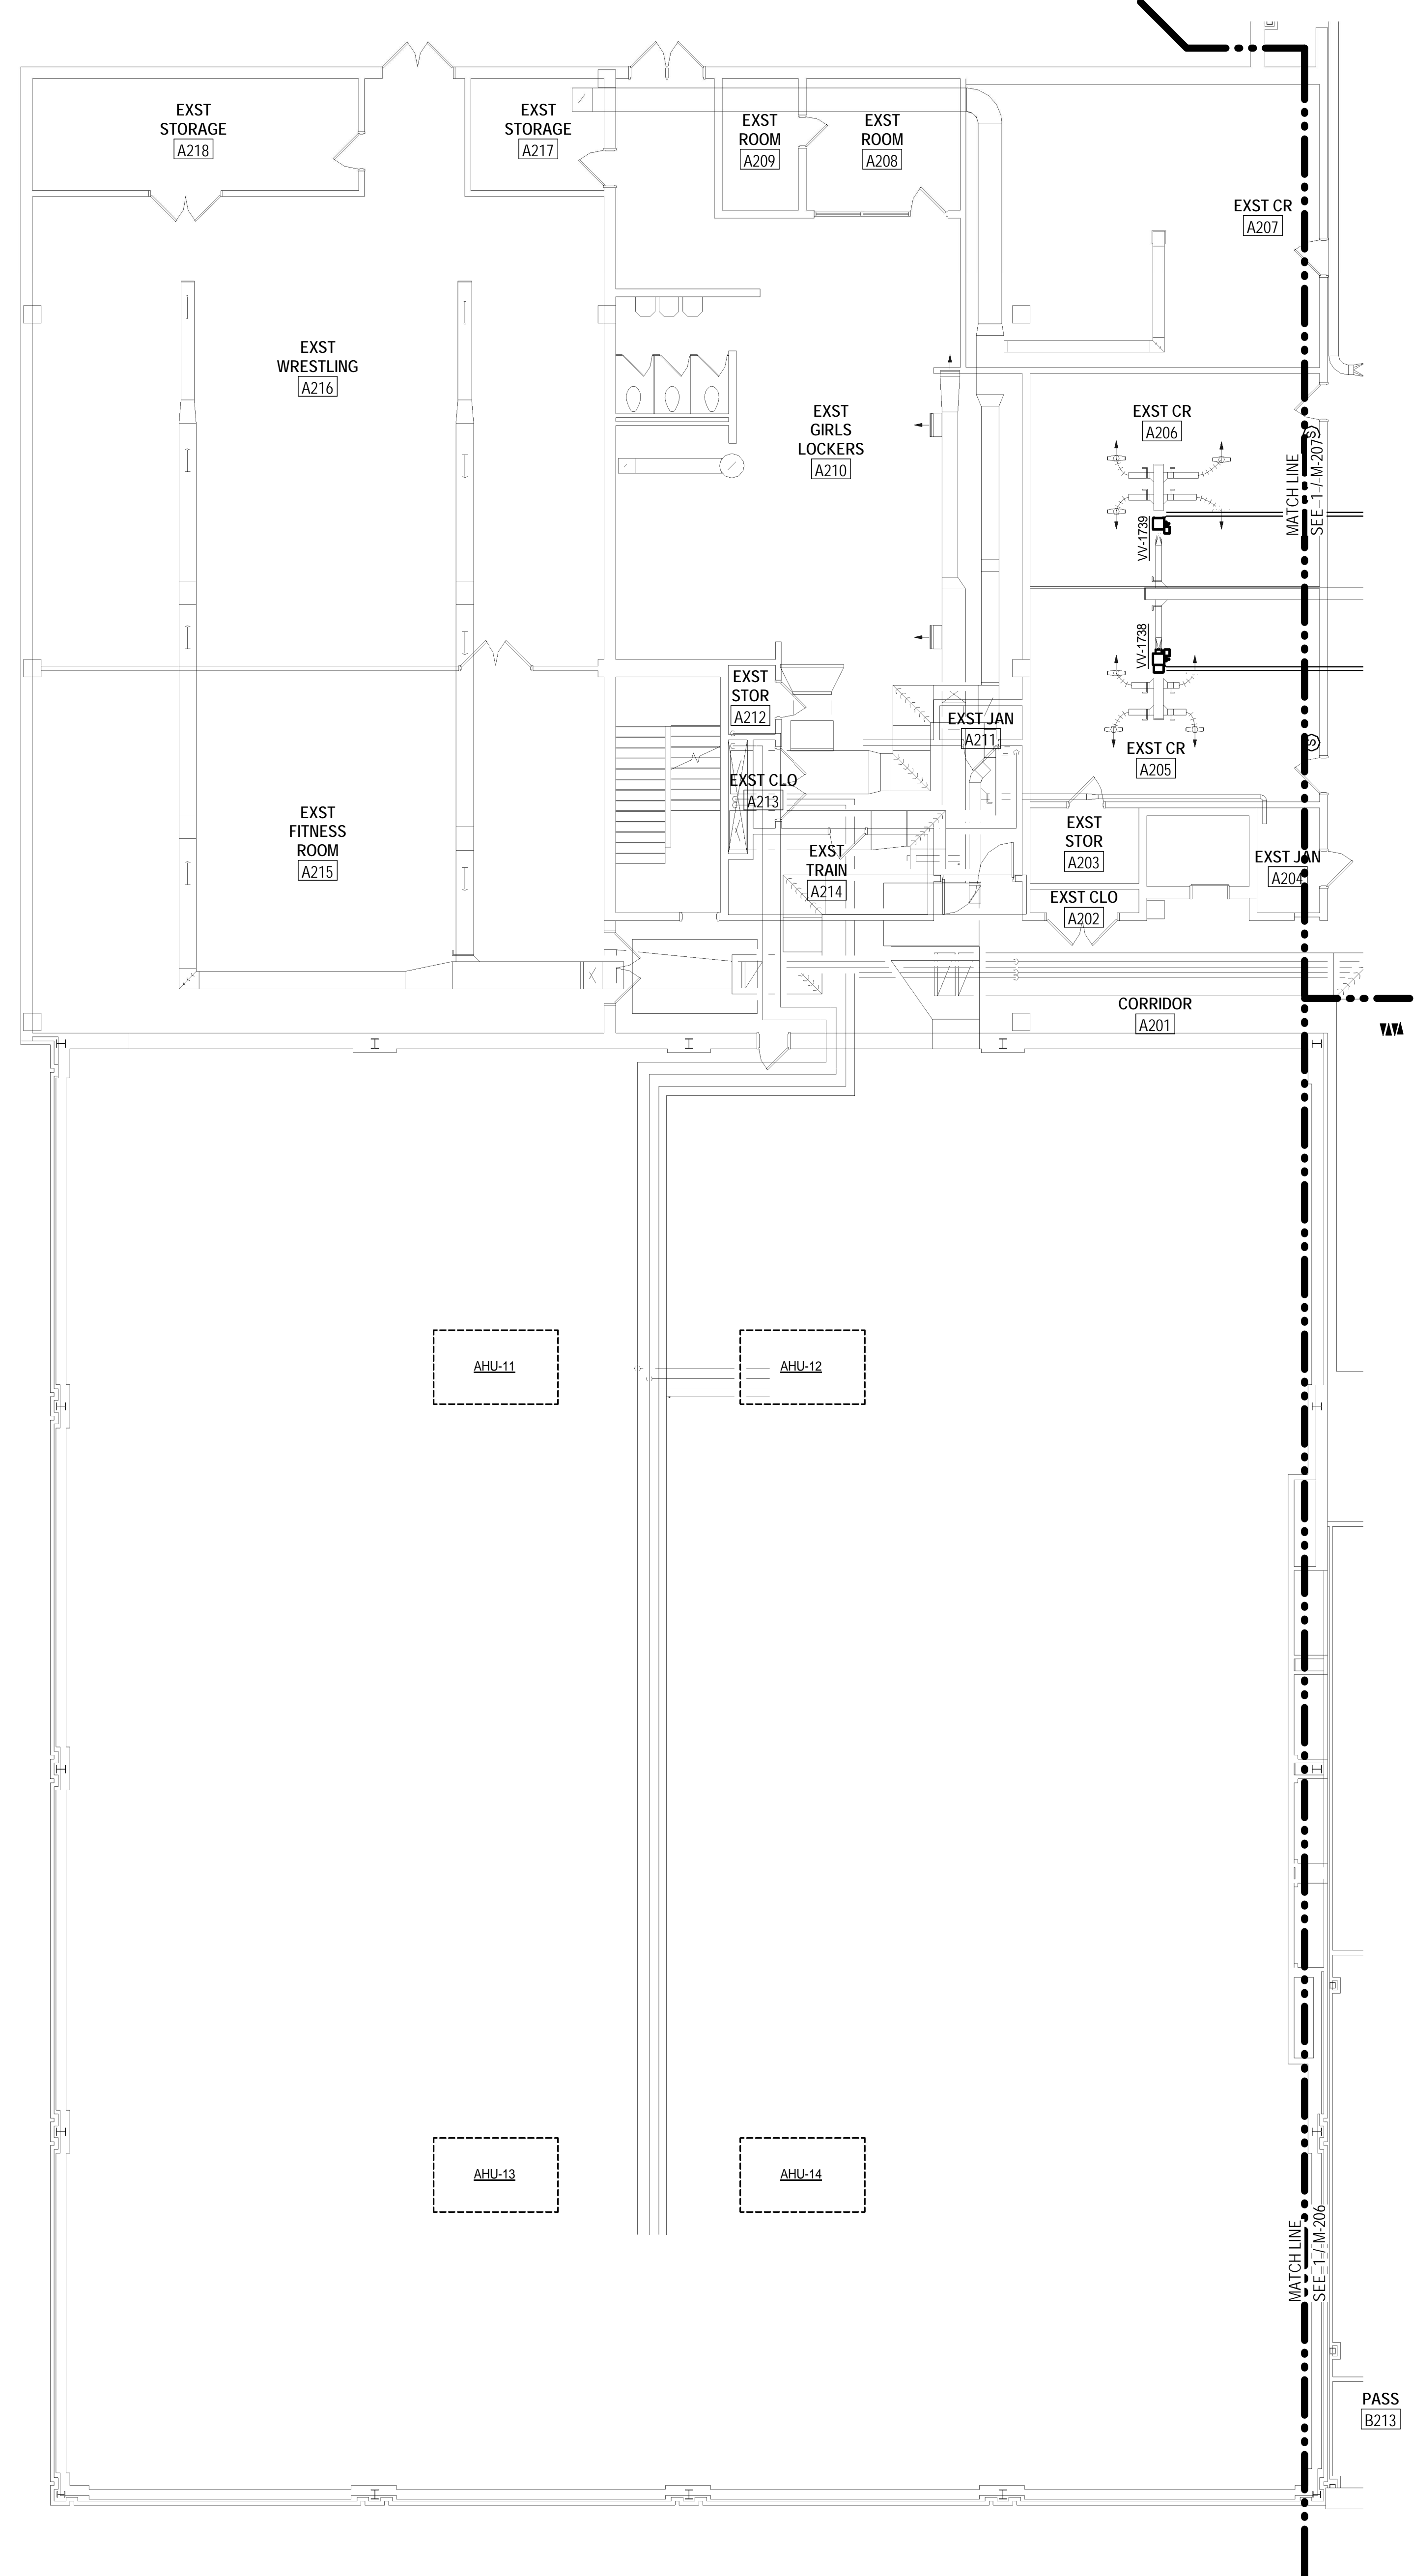 EXST
STORAGE
A218
EXST
STORAGE
A217
EXST
ROOM
A209
EXST
ROOM
A208
EXST CR
A207
EXST
WRESTLING
A216
EXST
GIRLS
LOCKERS
A210
EXST CR
A206
MATCH LINE
SEE 1 / M-207
S
VV-1739
VV-1738
EXST
STOR
A212
EXST JAN
A211
S
EXST CR
A205
EXST CLO
A213
EXST
FITNESS
ROOM
A215
EXST
TRAIN
A214
EXST
STOR
A203
EXST JAN
A204
EXST CLO
A202
CORRIDOR
A201
AHU-11
AHU-12
AHU-13
AHU-14
MATCH LINE
SEE 1 / M-206
PASS
B213